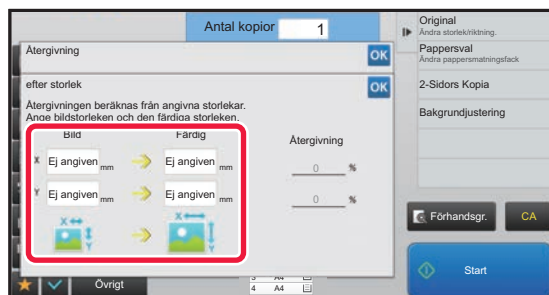 Antal kopior 1
Återgivning OK
efter storlek OK
Återgivningen beräknas från angivna storlekar.
Ange bildstorleken och den färdiga storleken.
Bild Färdig
Återgivning
X Ej angiven mm Ej angiven mm 0 %
Y Ej angiven mm Ej angiven mm 0 %
X Y X Y
Övrigt
3 A4
4 A4
Original
Ändra storlek/riktning.
Pappersval
Ändra pappersmatningsfack
2-Sidors Kopia
Bakgrundjustering
Förhandsgr. CA
Start